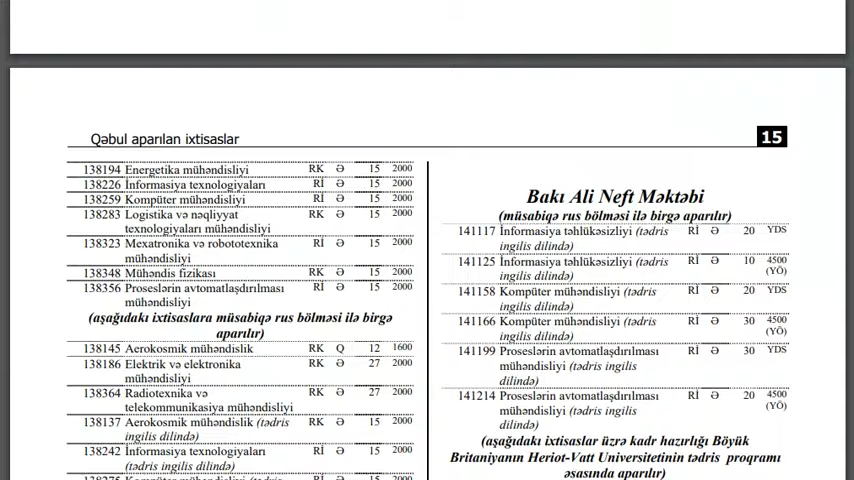 Qəbul aparılan ixtisaslar
15
138194 Energetika mühəndisliyi RK Ə 15 2000
138226 İnformasiya texnologiyaları Rİ Ə 15 2000
138259 Kompüter mühəndisliyi Rİ Ə 15 2000
138283 Logistika və nəqliyyat RK Ə 15 2000
texnologiyaları mühəndisliyi
138323 Mexatronika və robototexnika Rİ Ə 15 2000
mühəndisliyi
138348 Mühəndis fizikası RK Ə 15 2000
138356 Proseslərin avtomatlaşdırılması Rİ Ə 15 2000
mühəndisliyi
(aşağıdakı ixtisaslara müsabiqə rus bölməsi ilə birgə
aparılır)
138145 Aerokosmik mühəndislik RK Q 12 1600
138186 Elektrik və elektronika RK Ə 27 2000
mühəndisliyi
138364 Radiotexnika və RK Ə 27 2000
telekommunikasiya mühəndisliyi
138137 Aerokosmik mühəndislik (tədris RK Ə 15 2000
ingilis dilində)
138242 İnformasiya texnologiyaları Rİ Ə 15 2000
(tədris ingilis dilində)
138275 Kompüter mühəndisliyi (tədris Rİ Ə 15 2000
Bakı Ali Neft Məktəbi
(müsabiqə rus bölməsi ilə birgə aparılır)
141117 İnformasiya təhlükəsizliyi (tədris Rİ Ə 20 YDS
ingilis dilində)
141125 İnformasiya təhlükəsizliyi (tədris Rİ Ə 10 4500
ingilis dilində) (YÖ)
141158 Kompüter mühəndisliyi (tədris Rİ Ə 20 YDS
ingilis dilində)
141166 Kompüter mühəndisliyi (tədris Rİ Ə 30 4500
ingilis dilində) (YÖ)
141199 Proseslərin avtomatlaşdırılması Rİ Ə 30 YDS
mühəndisliyi (tədris ingilis
dilində)
141214 Proseslərin avtomatlaşdırılması Rİ Ə 20 4500
mühəndisliyi (tədris ingilis (YÖ)
dilində)
(aşağıdakı ixtisaslar üzrə kadr hazırlığı Böyük
Britaniyanın Heriot-Vatt Universitetinin tədris proqramı
əsasında aparılır)